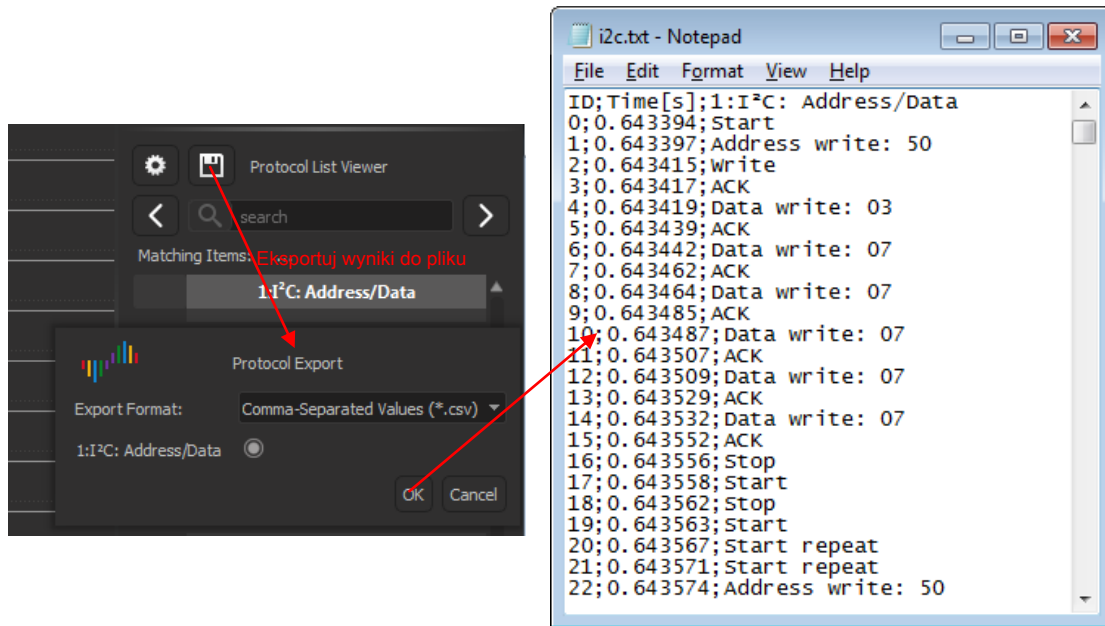 Protocol List Viewer
search
Matching Items: ...
Eksportuj wyniki do pliku
1:I²C: Address/Data
Protocol Export
Export Format: Comma-Separated Values (*.csv)
1:I²C: Address/Data
OK Cancel
i2c.txt - Notepad
File Edit Format View Help
ID;Time[s];1:I²C: Address/Data
0;0.643394;Start
1;0.643397;Address write: 50
2;0.643415;Write
3;0.643417;ACK
4;0.643419;Data write: 03
5;0.643439;ACK
6;0.643442;Data write: 07
7;0.643462;ACK
8;0.643464;Data write: 07
9;0.643485;ACK
10;0.643487;Data write: 07
11;0.643507;ACK
12;0.643509;Data write: 07
13;0.643529;ACK
14;0.643532;Data write: 07
15;0.643552;ACK
16;0.643556;Stop
17;0.643558;Start
18;0.643562;Stop
19;0.643563;Start
20;0.643567;Start repeat
21;0.643571;Start repeat
22;0.643574;Address write: 50